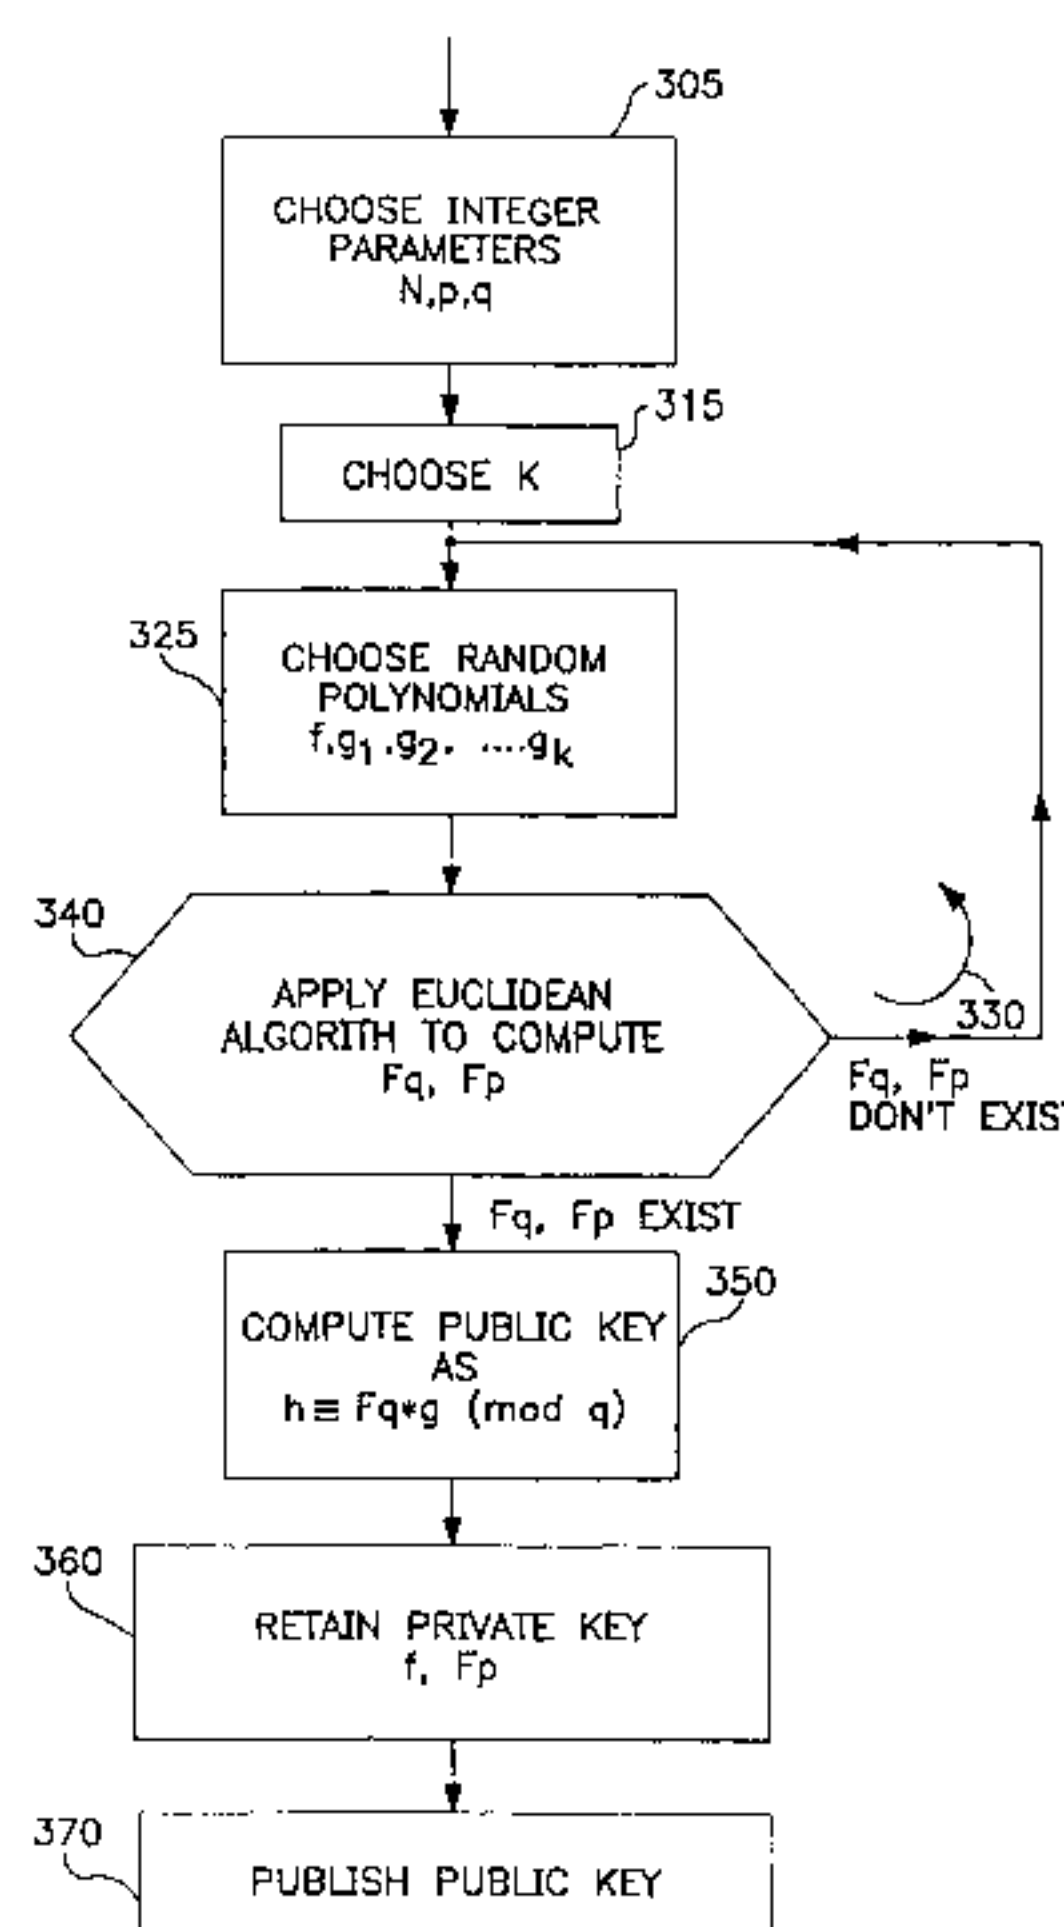 305
CHOOSE INTEGER
PARAMETERS
N,p,q
315
CHOOSE K
325
CHOOSE RANDOM
POLYNOMIALS
f,g1,g2, ....gk
340
APPLY EUCLIDEAN
ALGORITH TO COMPUTE
Fq, Fp
330
Fq, Fp
DON'T EXIS
Fq, Fp EXIST
350
COMPUTE PUBLIC KEY
AS
h≡Fq*g (mod q)
360
RETAIN PRIVATE KEY
f, Fp
370
PUBLISH PUBLIC KEY